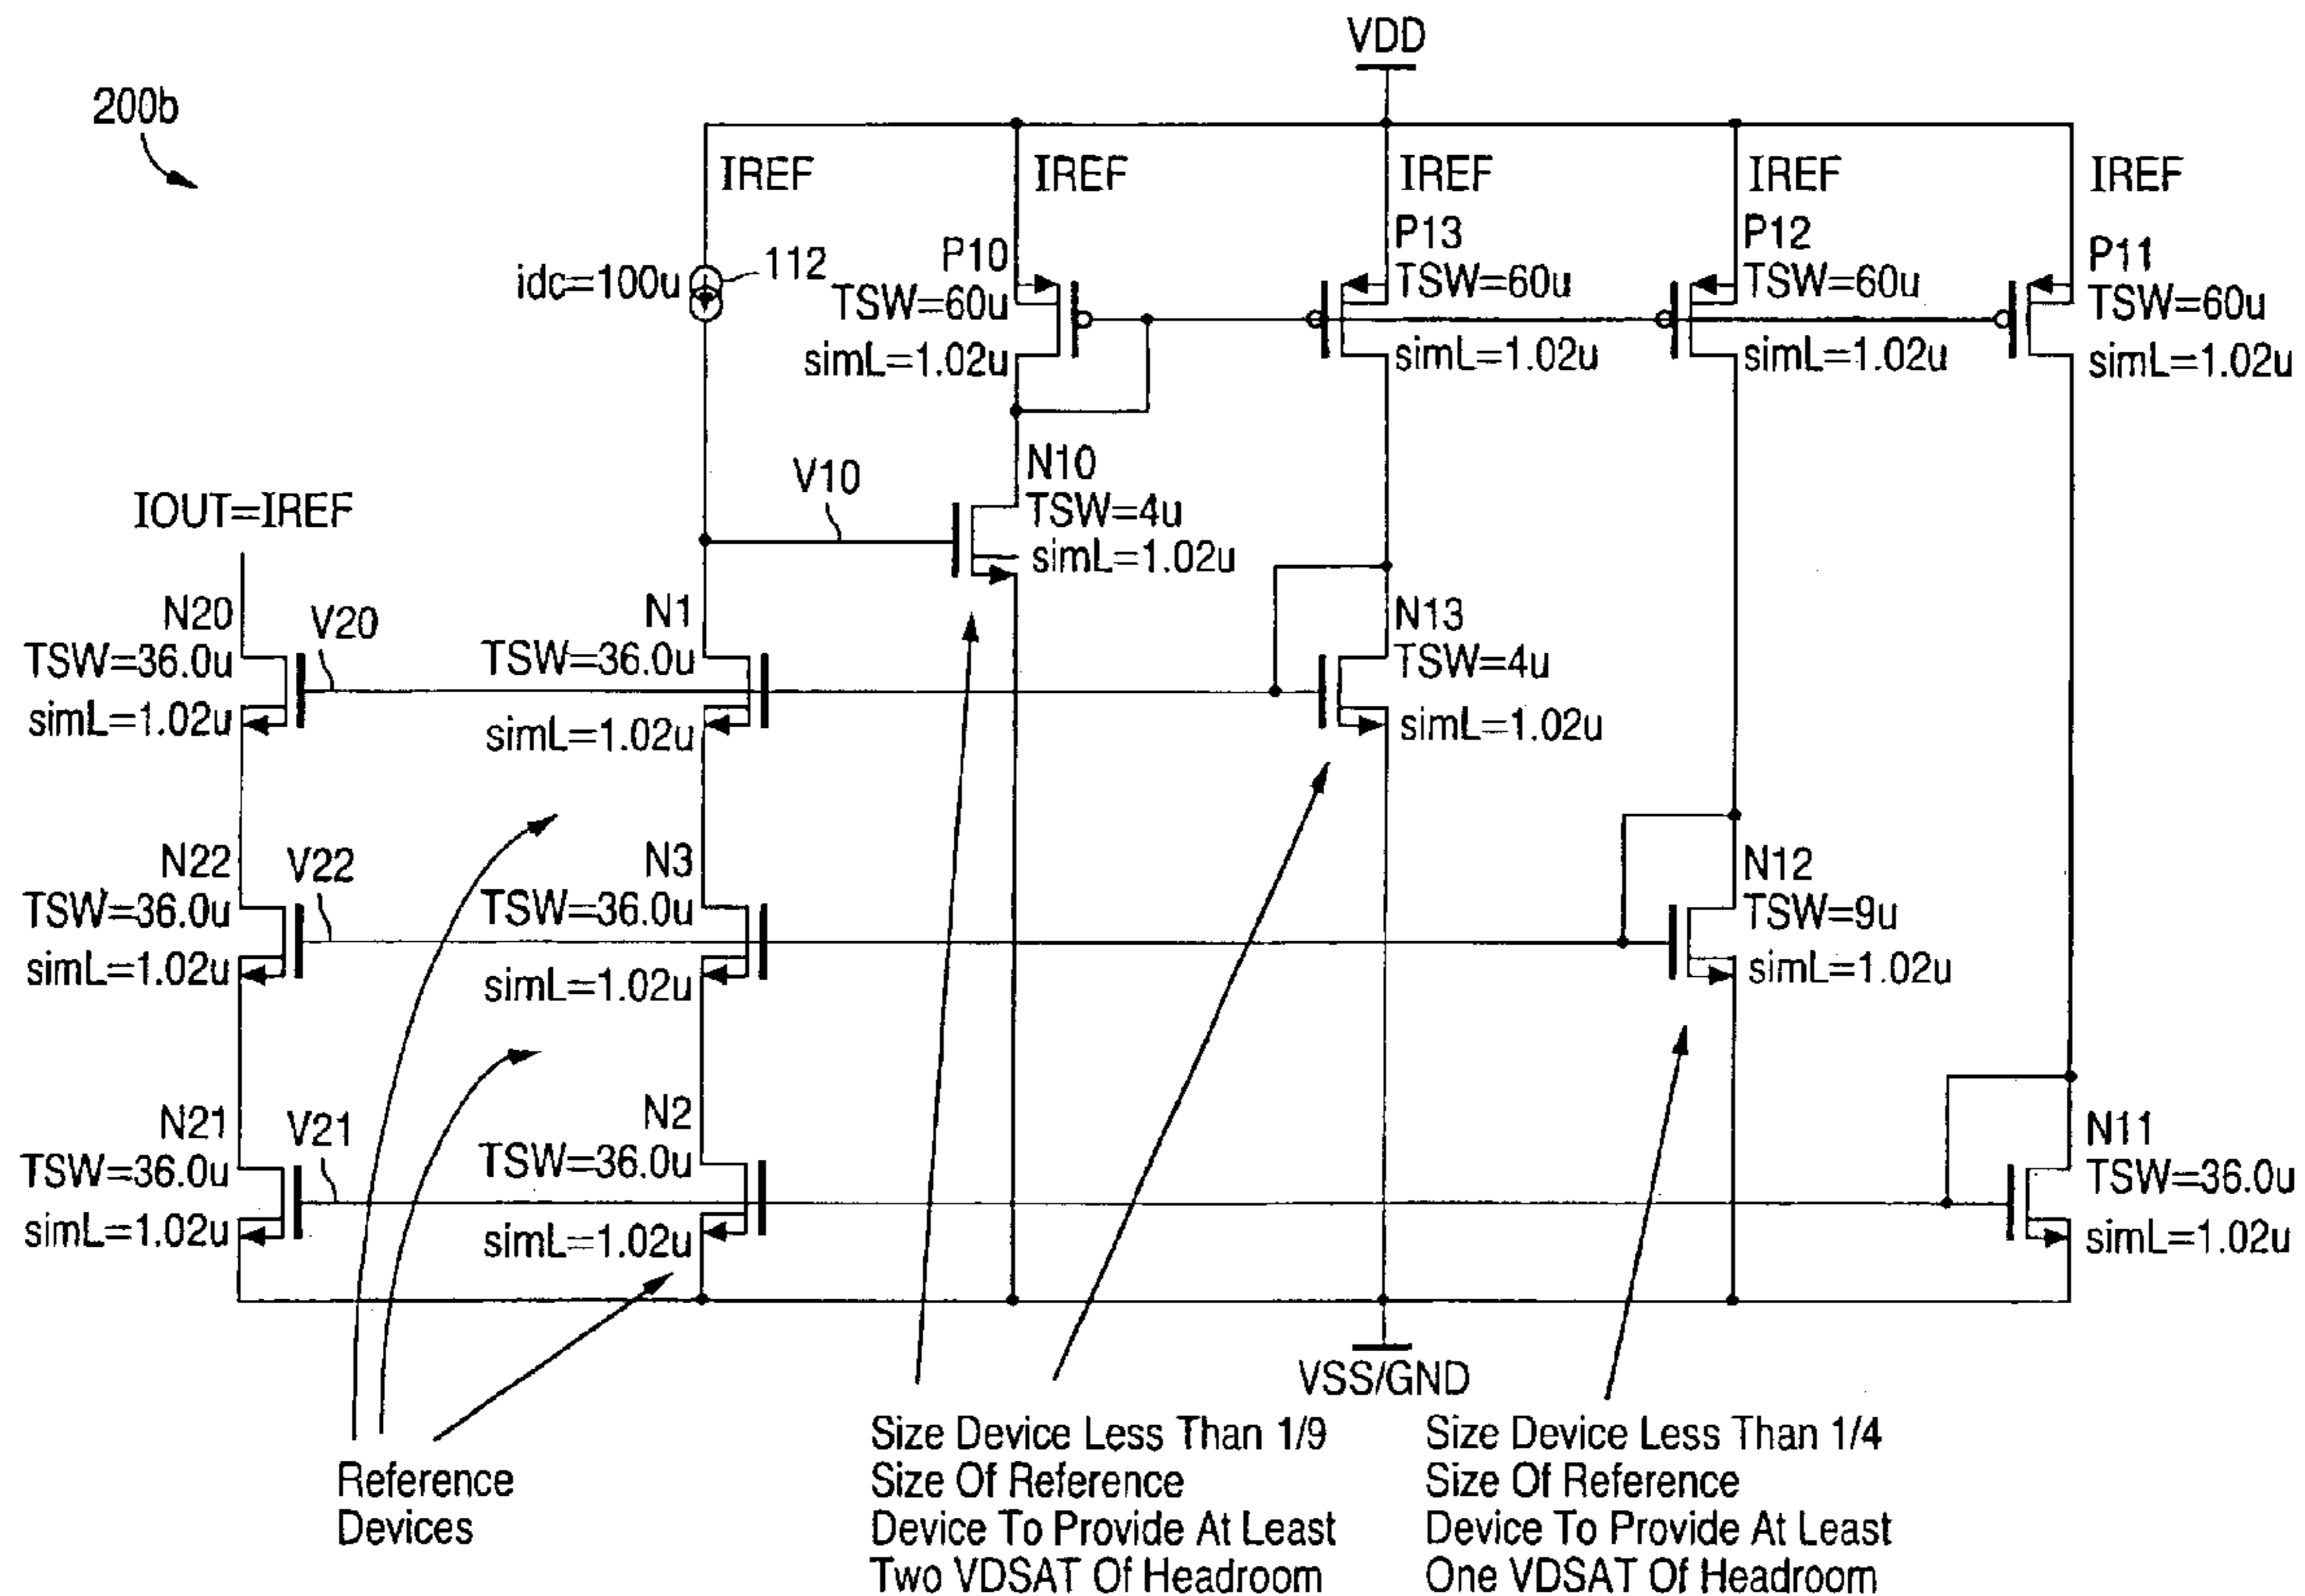 VDD
200b
IREF
IREF
IREF
IREF
IREF
P10
TSW=60u
simL=1.02u
P13
TSW=60u
simL=1.02u
P12
TSW=60u
simL=1.02u
P11
TSW=60u
simL=1.02u
idc=100u
112
V10
N10
TSW=4u
simL=1.02u
IOUT=IREF
N20
TSW=36.0u
simL=1.02u
V20
N1
TSW=36.0u
simL=1.02u
N13
TSW=4u
simL=1.02u
N22
TSW=36.0u
simL=1.02u
V22
N3
TSW=36.0u
simL=1.02u
N12
TSW=9u
simL=1.02u
N21
TSW=36.0u
simL=1.02u
V21
N2
TSW=36.0u
simL=1.02u
N11
TSW=36.0u
simL=1.02u
VSS/GND
Reference
Devices
Size Device Less Than 1/9
Size Of Reference
Device To Provide At Least
Two VDSAT Of Headroom
Size Device Less Than 1/4
Size Of Reference
Device To Provide At Least
One VDSAT Of Headroom